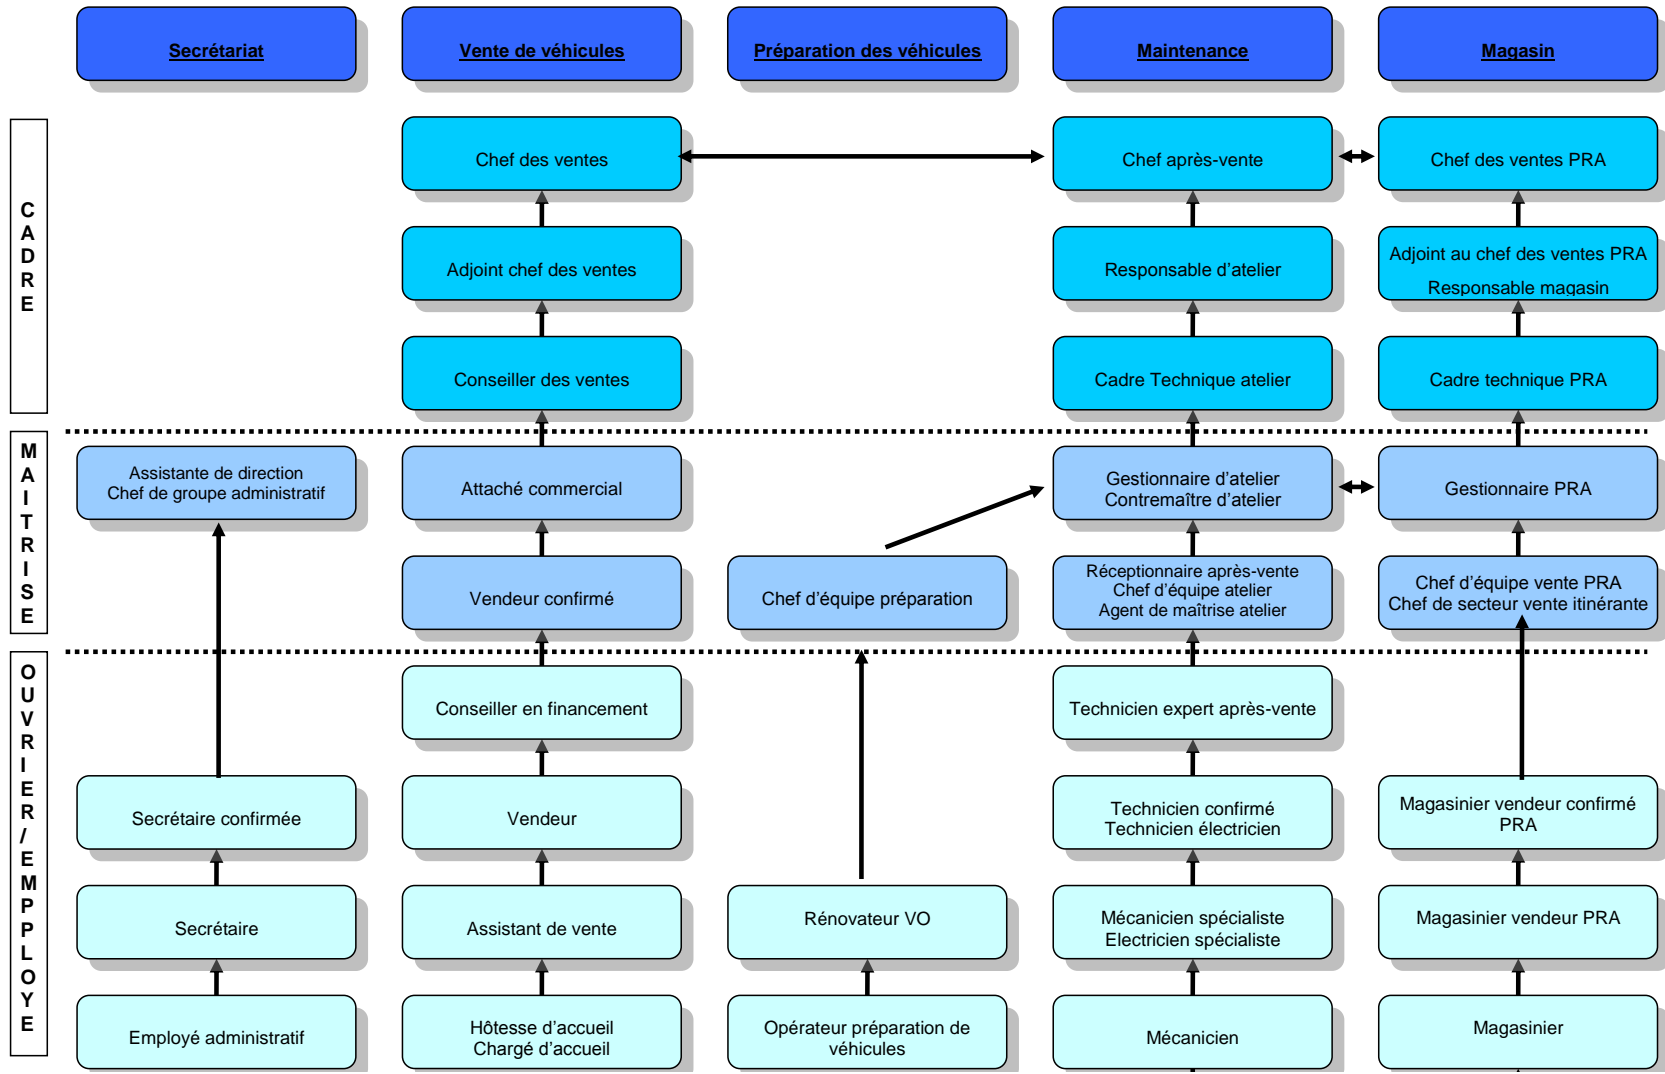 Secrétariat
Vente de véhicules
Préparation des véhicules
Maintenance
Magasin
CADRE
Chef des ventes
Chef après-vente
Chef des ventes PRA
Adjoint chef des ventes
Responsable d'atelier
Adjoint au chef des ventes PRA
Responsable magasin
Conseiller des ventes
Cadre Technique atelier
Cadre technique PRA
MAITRISE
Assistante de direction
Chef de groupe administratif
Attaché commercial
Gestionnaire d'atelier
Contremaître d'atelier
Gestionnaire PRA
Vendeur confirmé
Chef d'équipe préparation
Réceptionnaire après-vente
Chef d'équipe atelier
Agent de maîtrise atelier
Chef d'équipe vente PRA
Chef de secteur vente itinérante
OUVRIER/EMPPLOYE
Conseiller en financement
Technicien expert après-vente
Secrétaire confirmée
Vendeur
Technicien confirmé
Technicien électricien
Magasinier vendeur confirmé
PRA
Secrétaire
Assistant de vente
Rénovateur VO
Mécanicien spécialiste
Electricien spécialiste
Magasinier vendeur PRA
Employé administratif
Hôtesse d'accueil
Chargé d'accueil
Opérateur préparation de
véhicules
Mécanicien
Magasinier